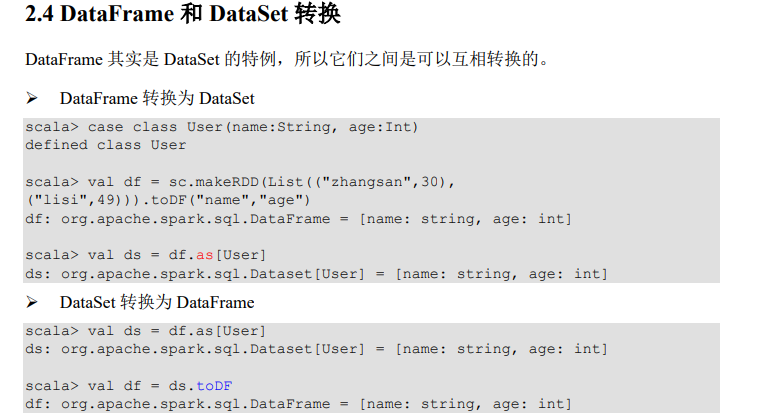 2.4 DataFrame 和 DataSet 转换
DataFrame 其实是 DataSet 的特例，所以它们之间是可以互相转换的。
➢ DataFrame 转换为 DataSet
scala> case class User(name:String, age:Int)
defined class User
scala> val df = sc.makeRDD(List(("zhangsan",30),
("lisi",49))).toDF("name","age")
df: org.apache.spark.sql.DataFrame = [name: string, age: int]
scala> val ds = df.as[User]
ds: org.apache.spark.sql.Dataset[User] = [name: string, age: int]
➢ DataSet 转换为 DataFrame
scala> val ds = df.as[User]
ds: org.apache.spark.sql.Dataset[User] = [name: string, age: int]
scala> val df = ds.toDF
df: org.apache.spark.sql.DataFrame = [name: string, age: int]